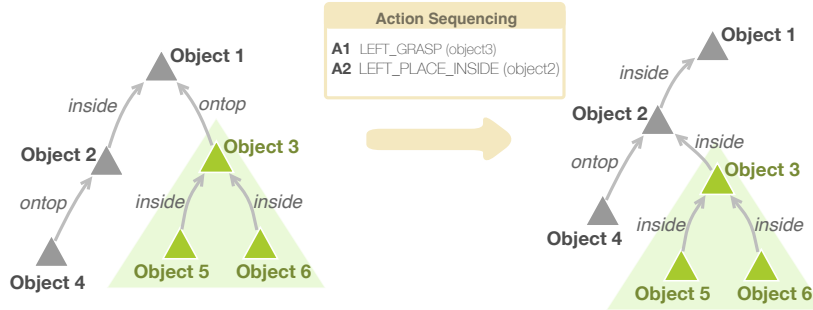 Action Sequencing
A1 LEFT_GRASP (object3)
A2 LEFT_PLACE_INSIDE (object2)
Object 1
inside
ontop
Object 2
Object 3
ontop
inside
inside
Object 4
Object 5
Object 6
Object 1
inside
Object 2
inside
ontop
Object 3
Object 4
inside
inside
Object 5
Object 6